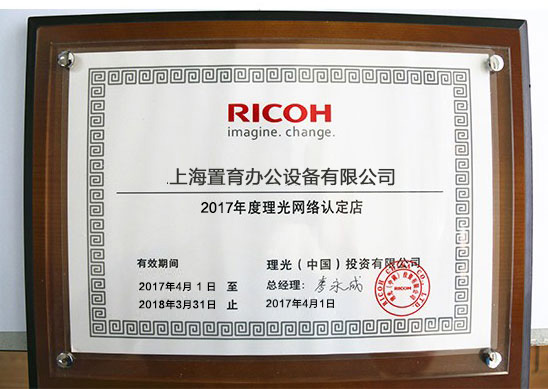 RICOH
imagine. change.
上海置育办公设备有限公司
2017年度理光网络认定店
有效期间
2017年4月1日 至
2018年3月31日 止
理光（中国）投资有限公司
总经理：
2017年4月1日
RICOH